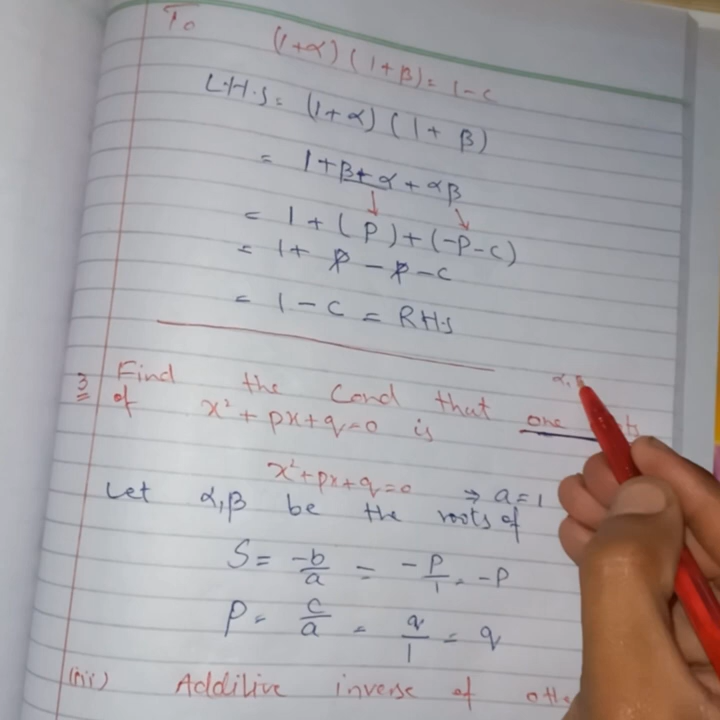 To
(1+α) (1+β) = 1-c
L.H.S = (1+α) (1+β)
= 1+β+α+αβ
= 1+(P)+(-P-c)
= 1+ P - P - c
= 1-c = RHS
3 Find the Cond that one
of x²+px+q=0 is
x²+px+q=0 ⇒ a=1
Let α,β be the roots of
S = -b/a = -P/1 = -P
P = c/a = q/1 = q
(iii) Additive inverse of othe